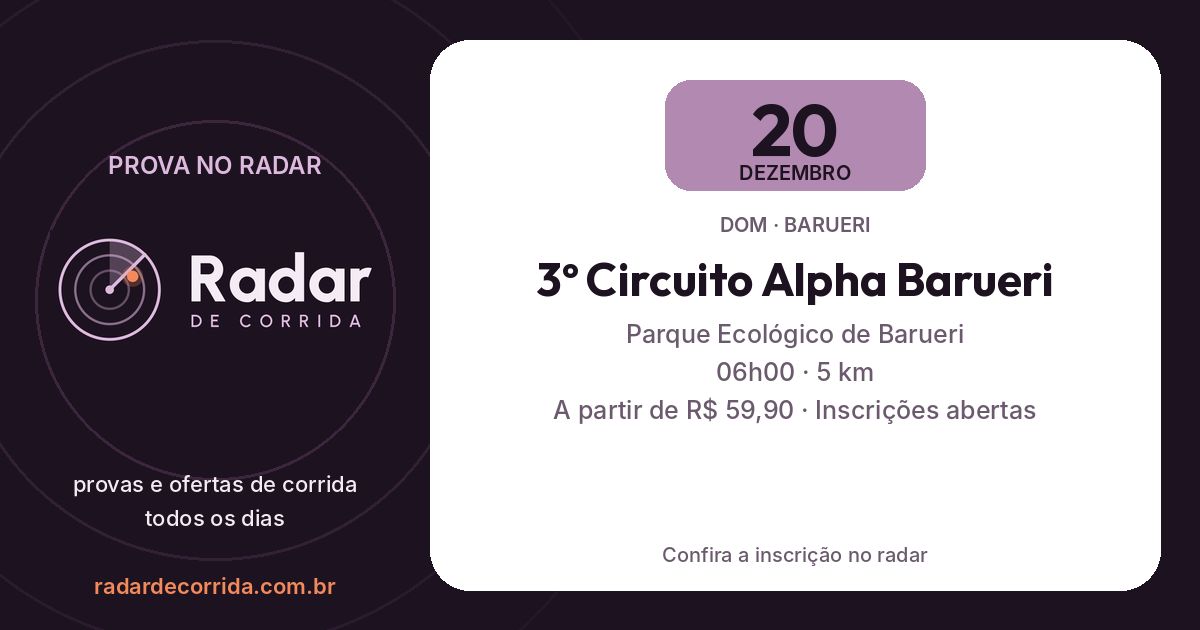 PROVA NO RADAR
Radar
DE CORRIDA
provas e ofertas de corrida
todos os dias
radardecorrida.com.br
20
DEZEMBRO
DOM · BARUERI
3º Circuito Alpha Barueri
Parque Ecológico de Barueri
06h00 · 5 km
A partir de R$ 59,90 · Inscrições abertas
Confira a inscrição no radar